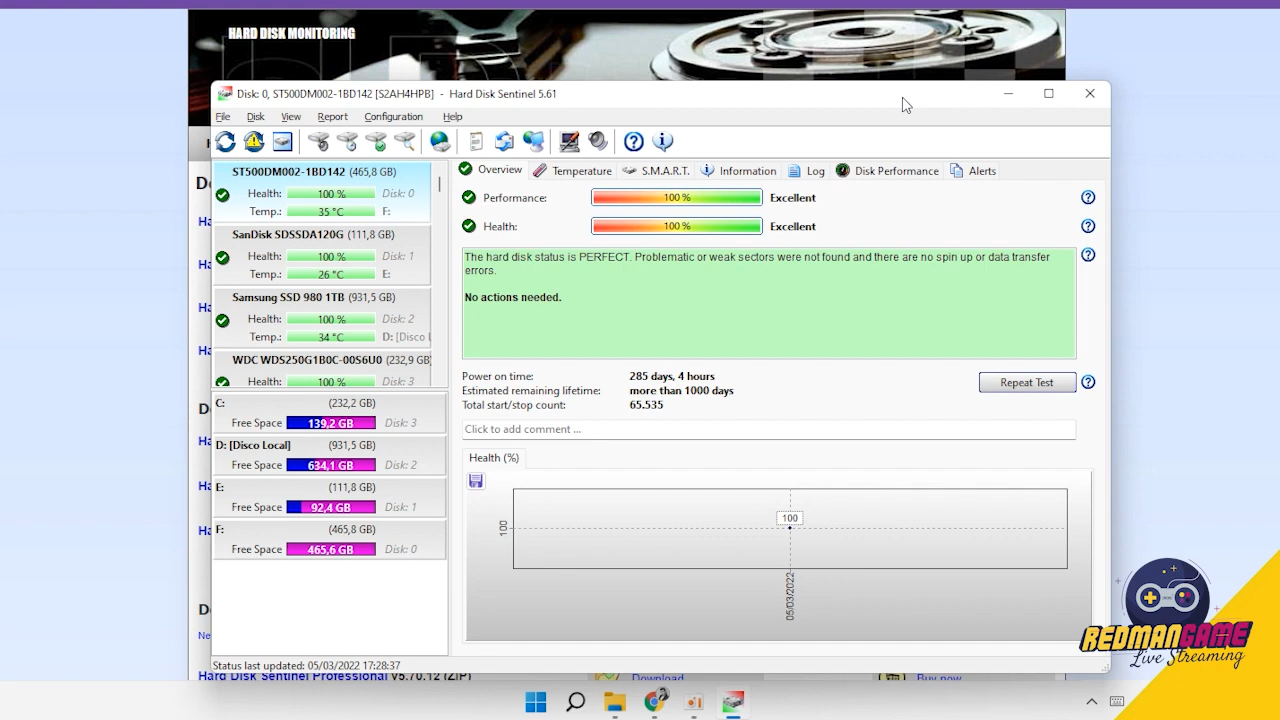 HARD DISK MONITORING
Disk: 0, ST500DM002-1BD142 [S2AH4HPB] - Hard Disk Sentinel 5.61
File Disk View Report Configuration Help
ST500DM002-1BD142 (465,8 GB)
Health: 100 % Disk: 0
Temp.: 35 °C F:
SanDisk SDSSDA120G (111,8 GB)
Health: 100 % Disk: 1
Temp.: 26 °C E:
Samsung SSD 980 1TB (931,5 GB)
Health: 100 % Disk: 2
Temp.: 34 °C D: [Disco l
WDC WDS250G1B0C-00S6U0 (232,9 GB)
Health: 100 % Disk: 3
C: (232,2 GB)
Free Space 139,2 GB Disk: 3
D: [Disco Local] (931,5 GB)
Free Space 634,1 GB Disk: 2
E: (111,8 GB)
Free Space 92,4 GB Disk: 1
F: (465,8 GB)
Free Space 465,6 GB Disk: 0
Overview Temperature S.M.A.R.T. Information Log Disk Performance Alerts
Performance: 100 % Excellent
Health: 100 % Excellent
The hard disk status is PERFECT. Problematic or weak sectors were not found and there are no spin up or data transfer
errors.
No actions needed.
Power on time: 285 days, 4 hours
Estimated remaining lifetime: more than 1000 days
Total start/stop count: 65.535
Repeat Test
Click to add comment ...
Health (%)
100
100
05/03/2022
Status last updated: 05/03/2022 17:28:37
Hard Disk Sentinel Professional v5.70.12 (ZIP) Download Buy now
REDMANGAME
Live Streaming